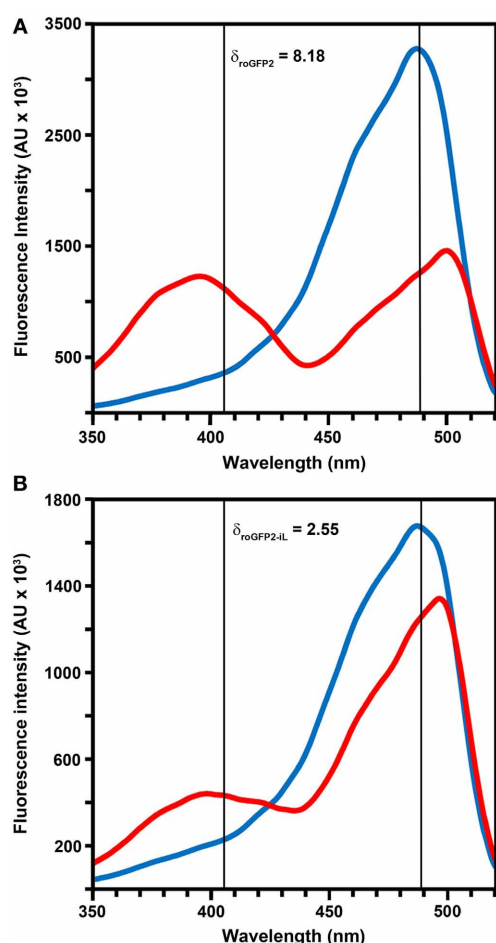 A
Fluorescence Intensity (AU x 10³)
3500
2500
1500
500
δroGFP2 = 8.18
350 400 450 500
Wavelength (nm)
B
Fluorescence intensity (AU x 10³)
1800
1400
1000
600
200
δroGFP2-iL = 2.55
350 400 450 500
Wavelength (nm)